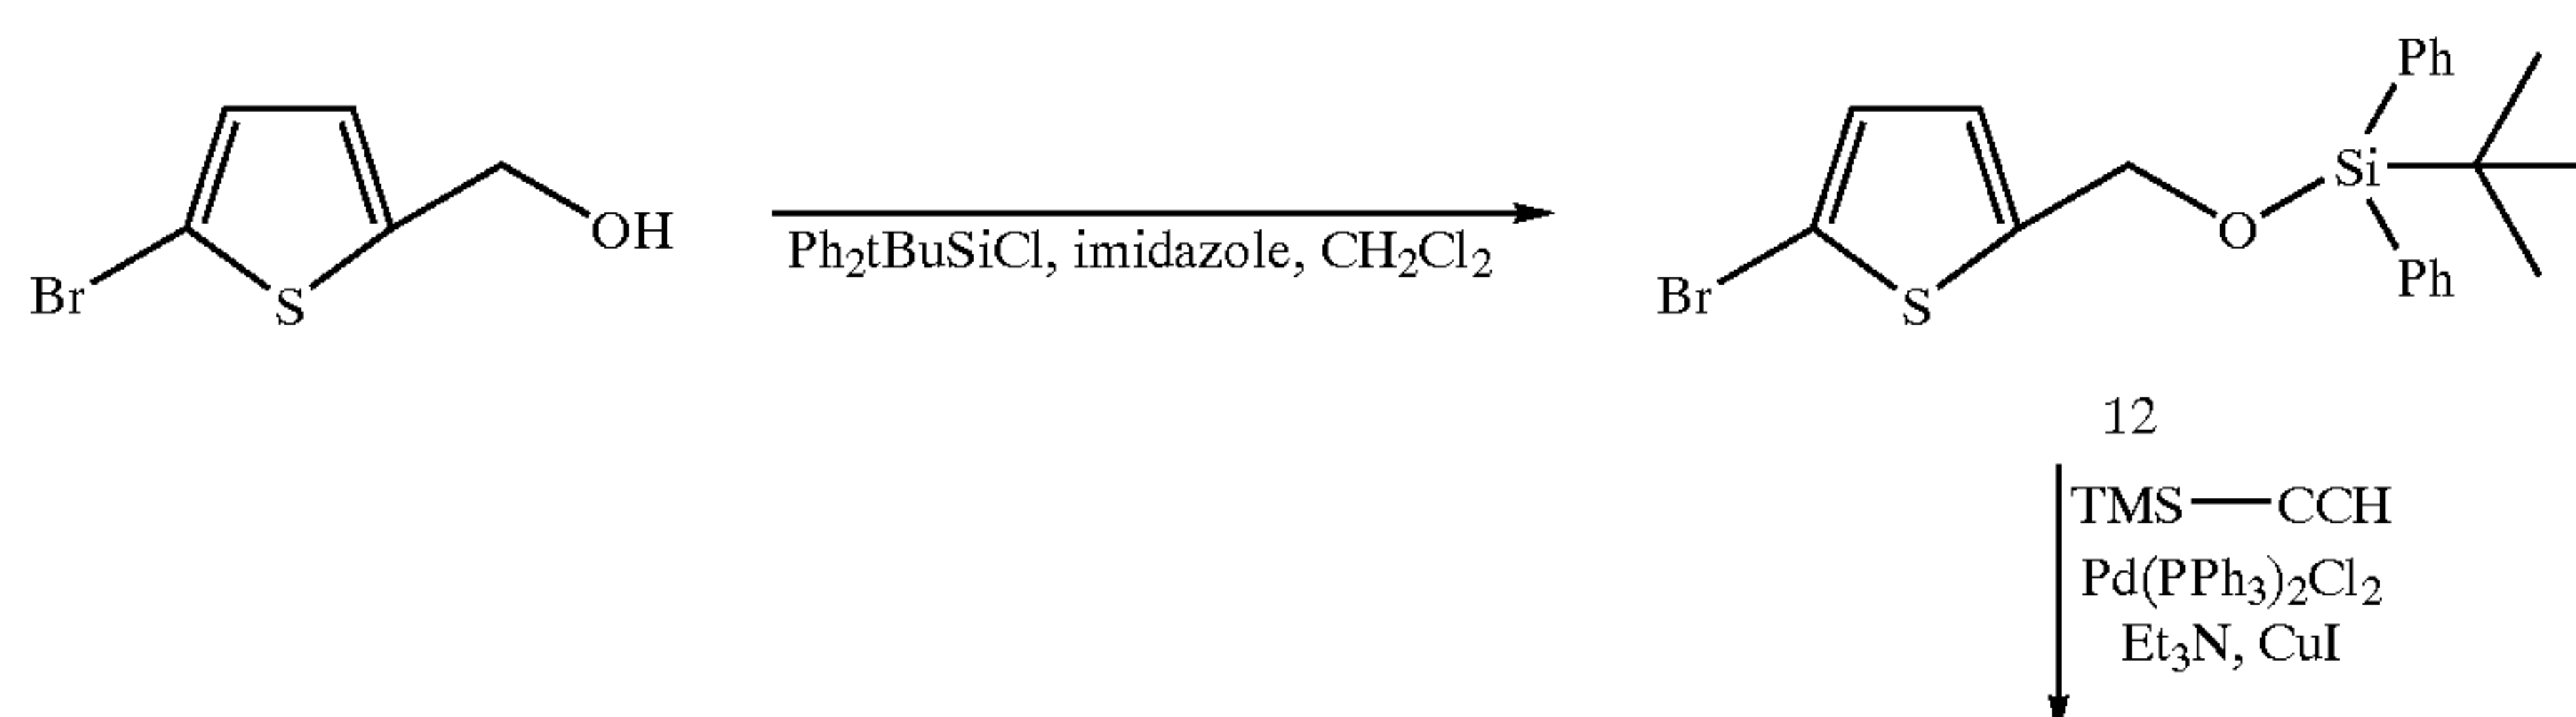 Br
S
OH
Ph₂tBuSiCl, imidazole, CH₂Cl₂
Br
S
O
Si
Ph
Ph
12
TMS—CCH
Pd(PPh₃)₂Cl₂
Et₃N, CuI